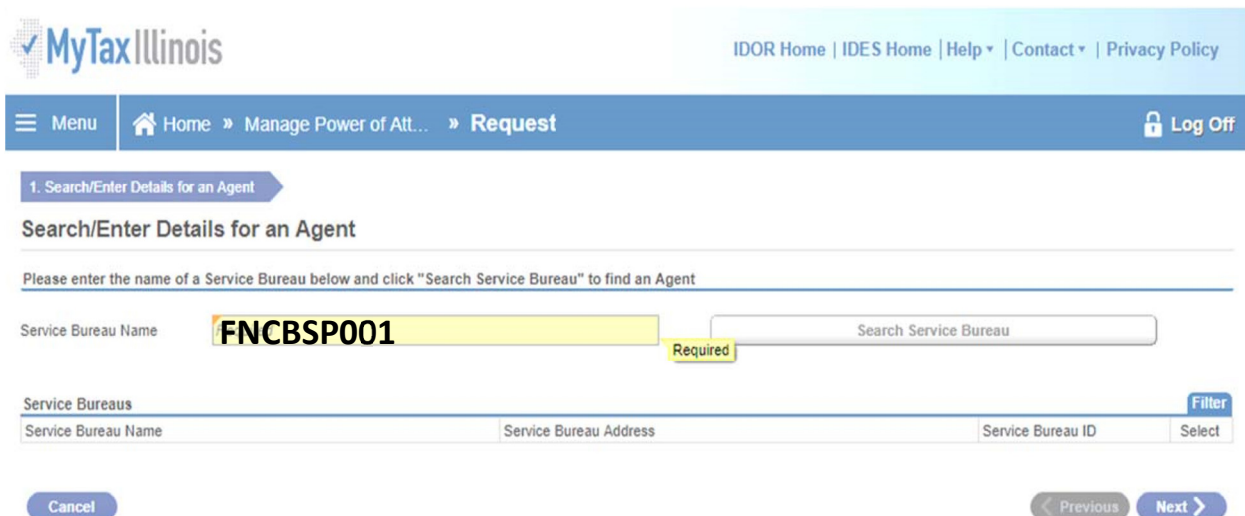 MyTax Illinois
IDOR Home | IDES Home | Help ▾ | Contact ▾ | Privacy Policy
Menu Home » Manage Power of Att... » Request Log Off
1. Search/Enter Details for an Agent
Search/Enter Details for an Agent
Please enter the name of a Service Bureau below and click "Search Service Bureau" to find an Agent
Service Bureau Name FNCBSP001 Search Service Bureau
Required
Service Bureaus Filter
Service Bureau Name Service Bureau Address Service Bureau ID Select
Cancel Previous Next